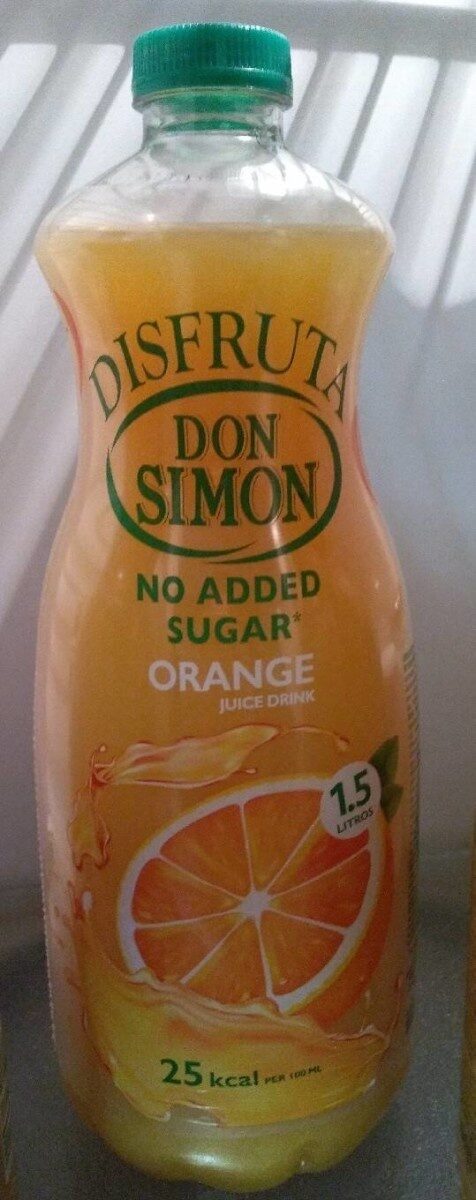 DISFRUTA
DON
SIMON
NO ADDED
SUGAR*
ORANGE
JUICE DRINK
1.5
LITROS
25 kcal PER 100 ML